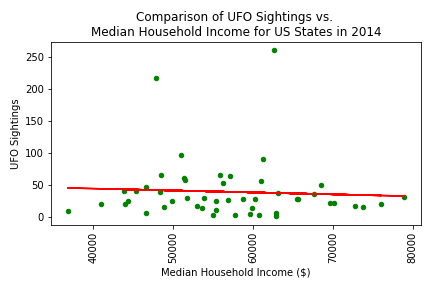 Comparison of UFO Sightings vs.
Median Household Income for US States in 2014
UFO Sightings
250
200
150
100
50
0
40000
50000
60000
70000
80000
Median Household Income ($)